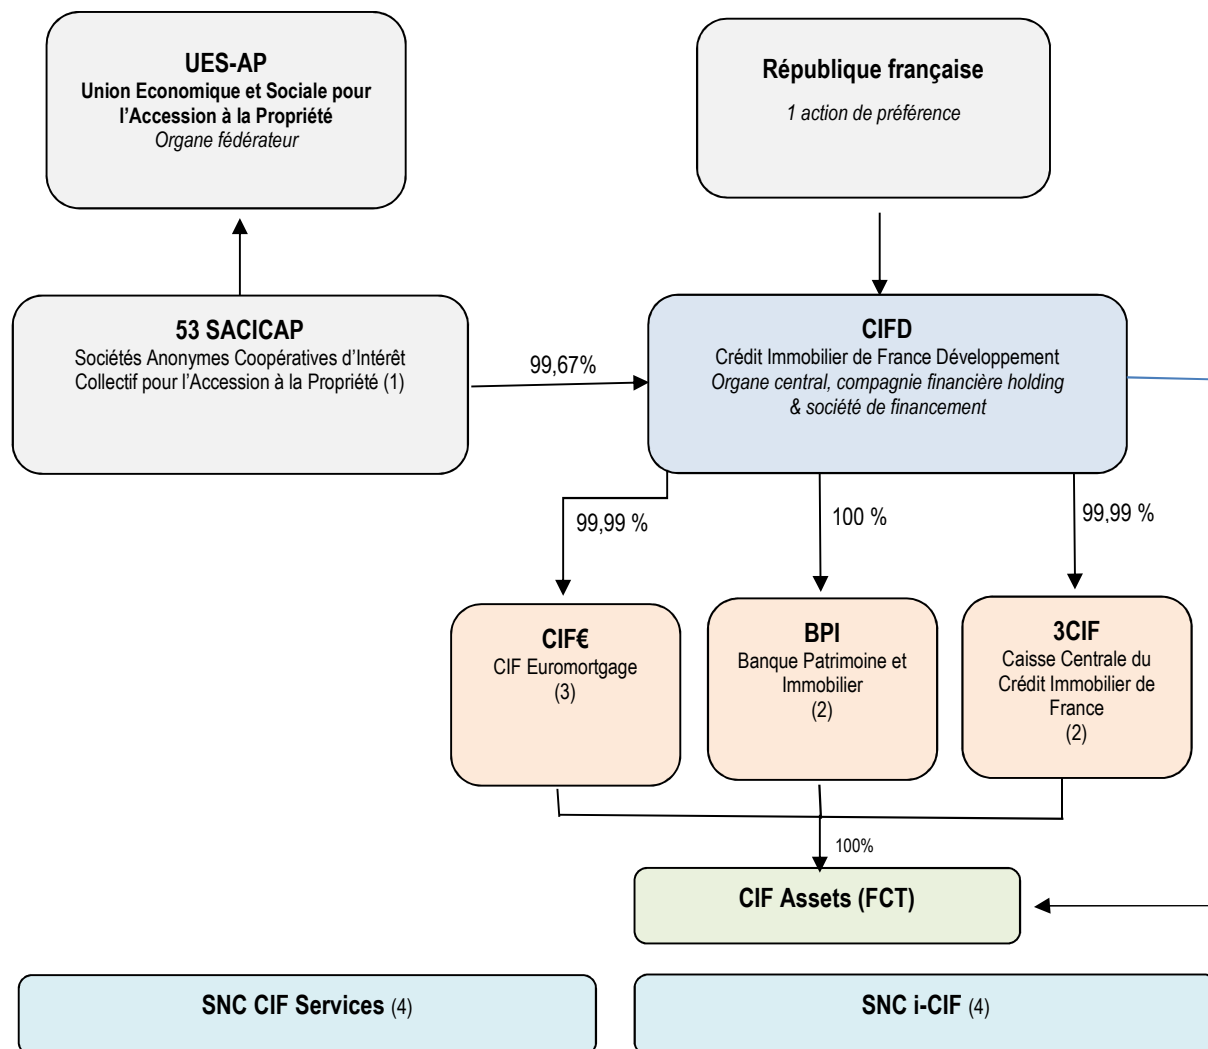 UES-AP
Union Economique et Sociale pour
l’Accession à la Propriété
Organe fédérateur
République française
1 action de préférence
53 SACICAP
Sociétés Anonymes Coopératives d’Intérêt
Collectif pour l’Accession à la Propriété (1)
99,67%
CIFD
Crédit Immobilier de France Développement
Organe central, compagnie financière holding
& société de financement
99,99 %
100 %
99,99 %
CIF€
CIF Euromortgage
(3)
BPI
Banque Patrimoine et
Immobilier
(2)
3CIF
Caisse Centrale du
Crédit Immobilier de
France
(2)
100%
CIF Assets (FCT)
SNC CIF Services (4)
SNC i-CIF (4)